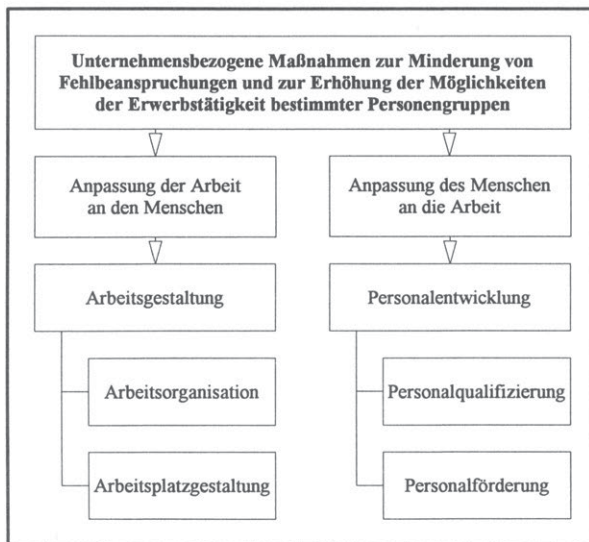 Unternehmensbezogene Maßnahmen zur Minderung von
Fehlbeanspruchungen und zur Erhöhung der Möglichkeiten
der Erwerbstätigkeit bestimmter Personengruppen
Anpassung der Arbeit
an den Menschen
Anpassung des Menschen
an die Arbeit
Arbeitsgestaltung
Personalentwicklung
Arbeitsorganisation
Personalqualifizierung
Arbeitsplatzgestaltung
Personalförderung